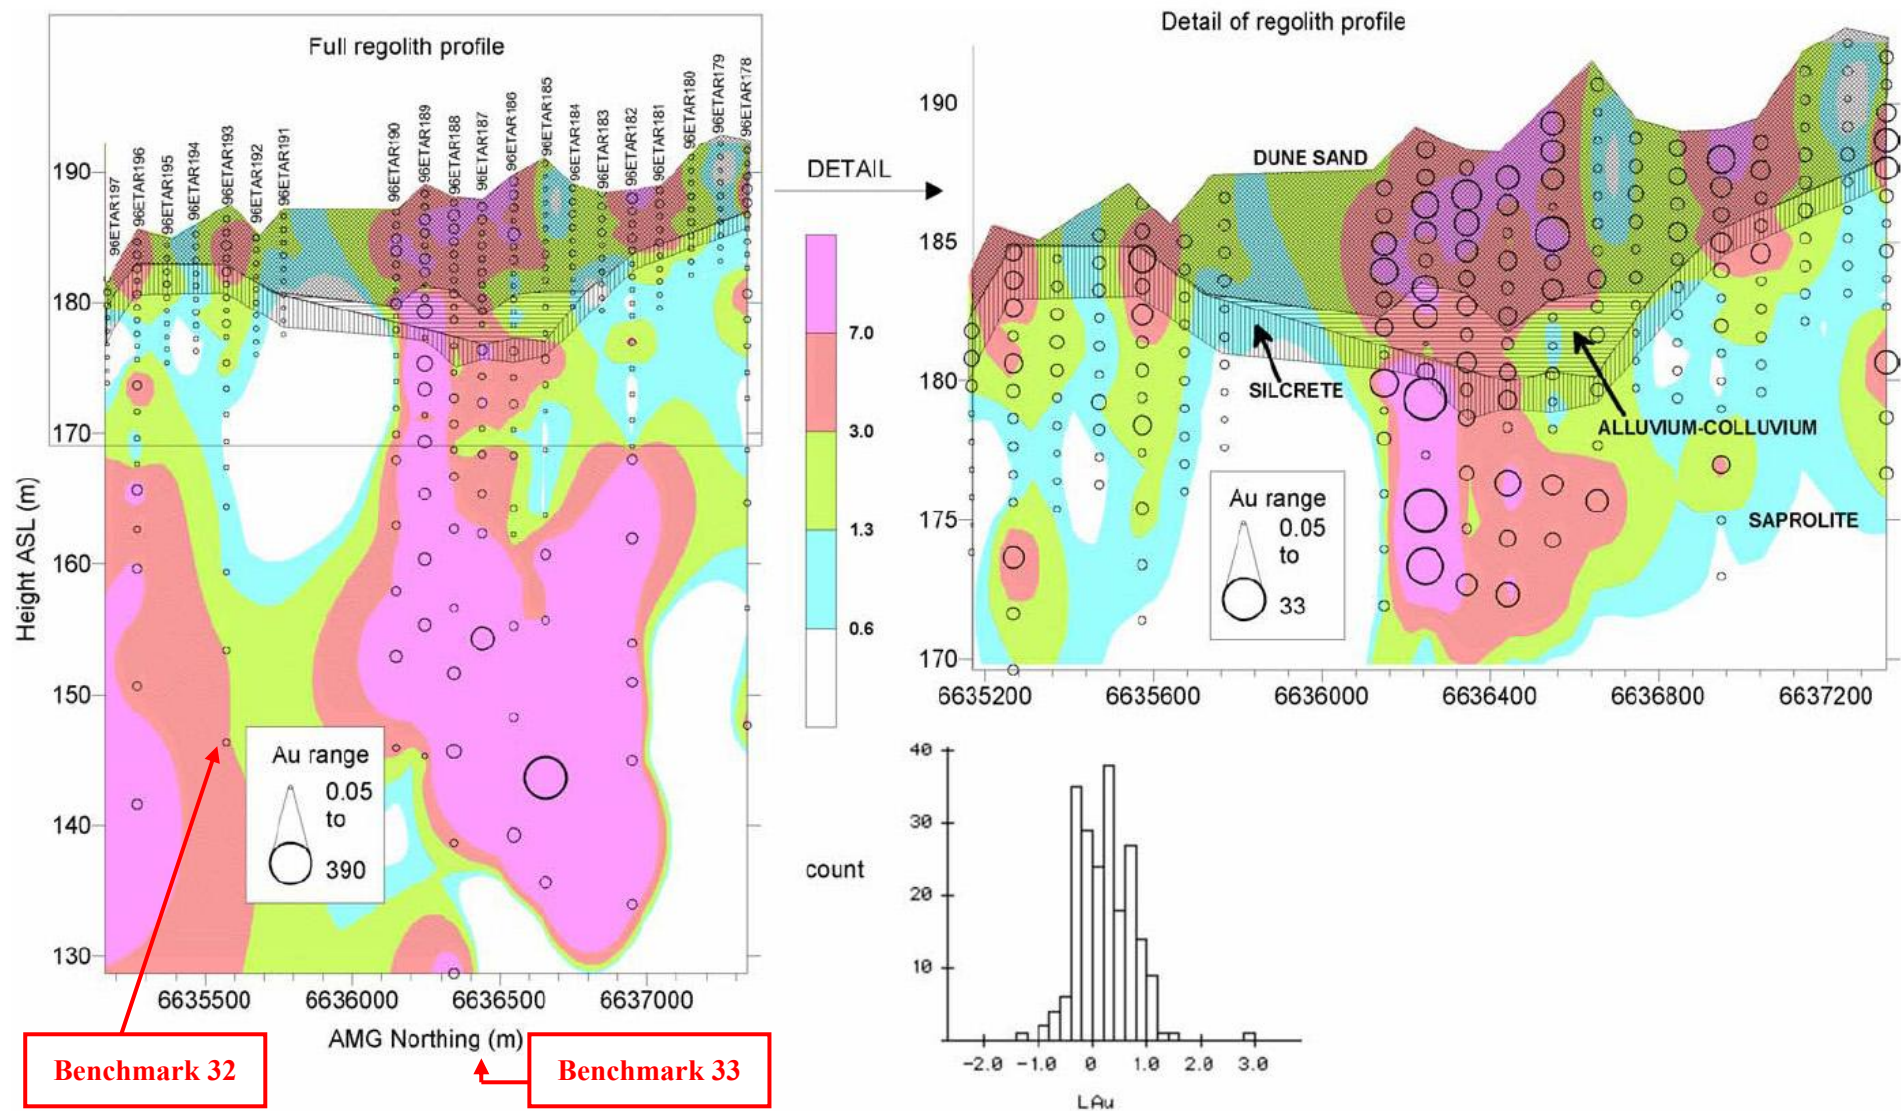 Full regolith profile
96ETAR197
96ETAR196
96ETAR195
96ETAR194
96ETAR193
96ETAR192
96ETAR191
96ETAR190
96ETAR189
96ETAR188
96ETAR187
96ETAR186
96ETAR185
96ETAR184
96ETAR183
96ETAR182
96ETAR181
96ETAR180
96ETAR179
96ETAR178
190
180
170
160
150
140
130
Height ASL (m)
Au range
0.05
to
390
6635500
6636000
6636500
6637000
AMG Northing (m)
Benchmark 32
Benchmark 33
DETAIL
7.0
3.0
1.3
0.6
Detail of regolith profile
190
185
180
175
170
DUNE SAND
SILCRETE
ALLUVIUM-COLLUVIUM
SAPROLITE
Au range
0.05
to
33
6635200
6635600
6636000
6636400
6636800
6637200
count
40
30
20
10
-2.0
-1.0
0
1.0
2.0
3.0
LAu